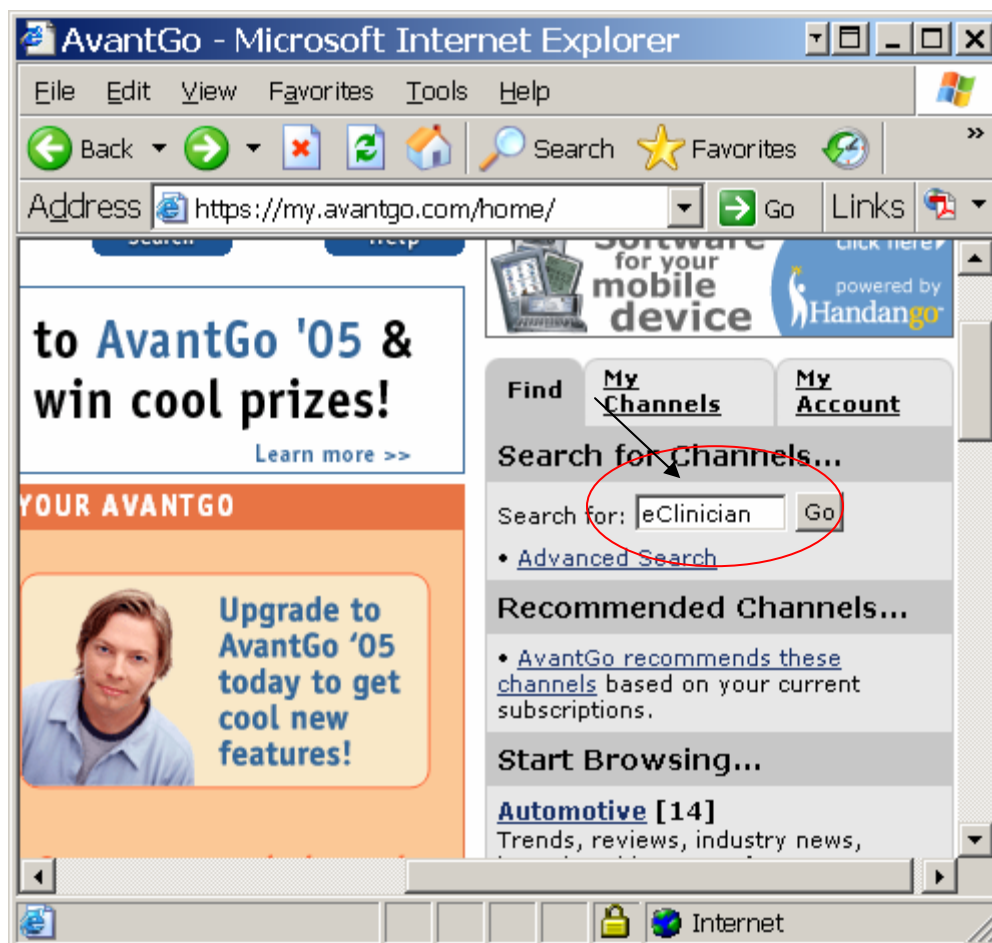 AvantGo - Microsoft Internet Explorer
File Edit View Favorites Tools Help
Back Search Favorites »
Address https://my.avantgo.com/home/ Go Links
Search Help
to AvantGo '05 &
win cool prizes!
Learn more >>
YOUR AVANTGO
Upgrade to
AvantGo ‘05
today to get
cool new
features!
Software
for your
mobile
device
click here
powered by
Handango
Find
My
Channels
My
Account
Search for Channels...
Search for: eClinician Go
• Advanced Search
Recommended Channels...
• AvantGo recommends these
channels based on your current
subscriptions.
Start Browsing...
Automotive [14]
Trends, reviews, industry news,
Internet